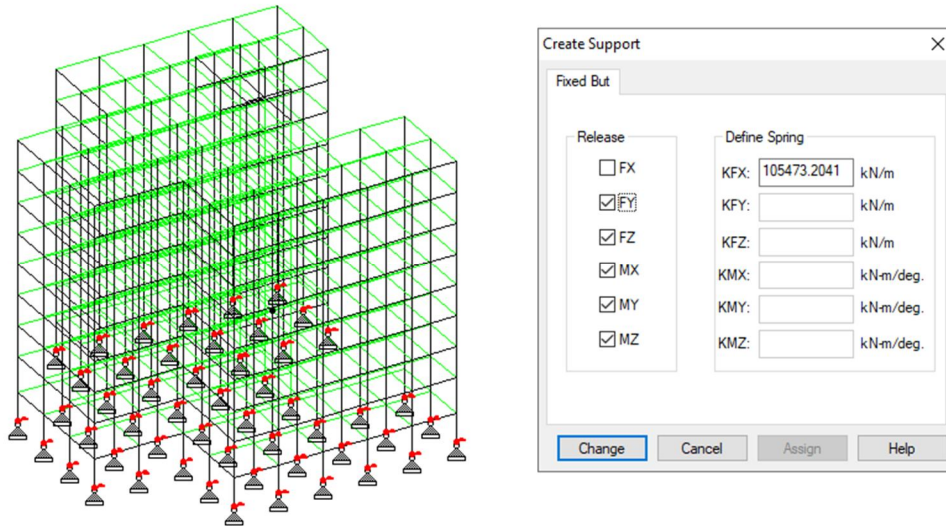 Create Support
Fixed But
Release
Define Spring
FX
KFX: 105473.2041 kN/m
FY
KFY: kN/m
FZ
KFZ: kN/m
MX
KMX: kN-m/deg.
MY
KMY: kN-m/deg.
MZ
KMZ: kN-m/deg.
Change Cancel Assign Help